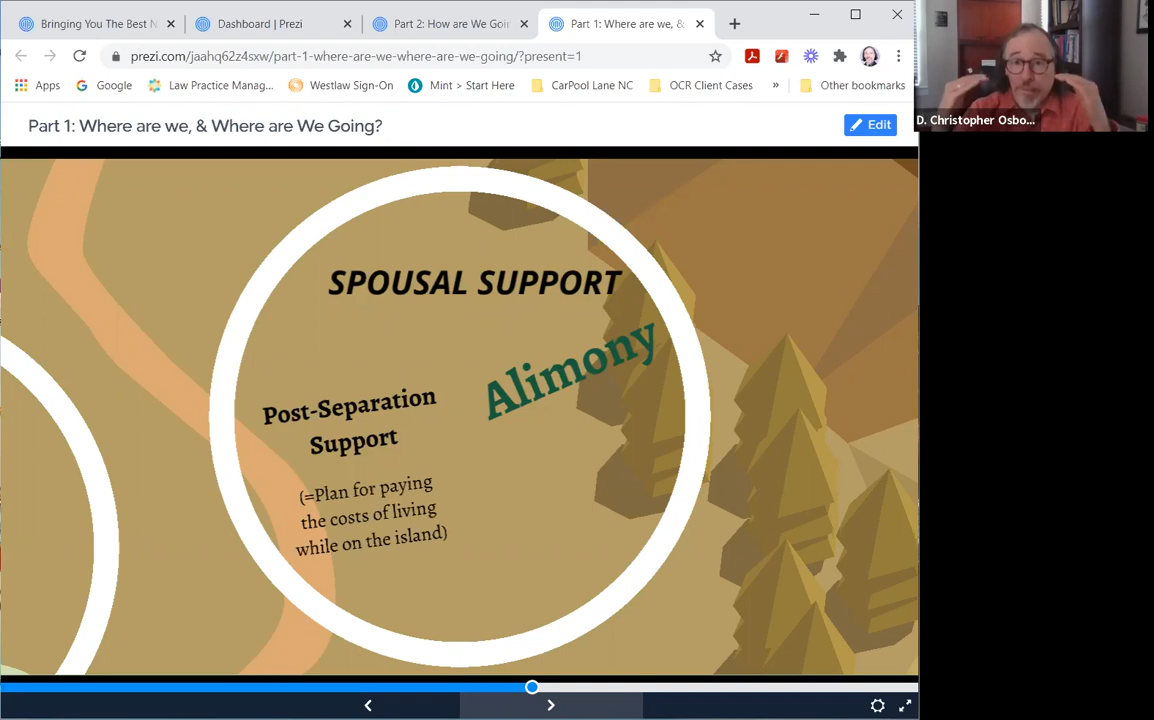 Bringing You The Best N
Dashboard | Prezi
Part 2: How are We Goi
Part 1: Where are we, &
prezi.com/jaahq62z4sxw/part-1-where-are-we-where-are-we-going/?present=1
Apps
Google
Law Practice Manag...
Westlaw Sign-On
Mint > Start Here
CarPool Lane NC
OCR Client Cases
»
Other bookmarks
Part 1: Where are we, & Where are We Going?
Edit
D. Christopher Osbo...
SPOUSAL SUPPORT
Alimony
Post-Separation
Support
(=Plan for paying
the costs of living
while on the island)